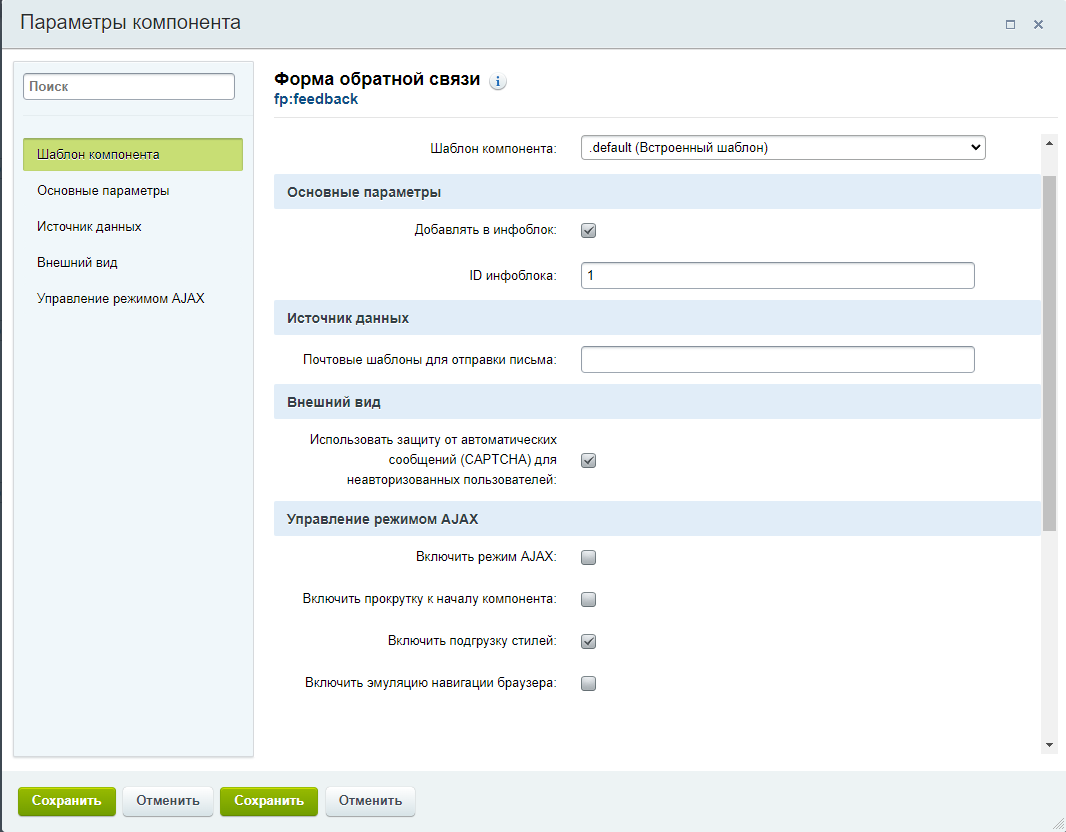 Параметры компонента
Поиск
Шаблон компонента
Основные параметры
Источник данных
Внешний вид
Управление режимом AJAX
Форма обратной связи
fp:feedback
Шаблон компонента: .default (Встроенный шаблон)
Основные параметры
Добавлять в инфоблок:
ID инфоблока: 1
Источник данных
Почтовые шаблоны для отправки письма:
Внешний вид
Использовать защиту от автоматических
сообщений (CAPTCHA) для
неавторизованных пользователей:
Управление режимом AJAX
Включить режим AJAX:
Включить прокрутку к началу компонента:
Включить подгрузку стилей:
Включить эмуляцию навигации браузера:
Сохранить Отменить Сохранить Отменить